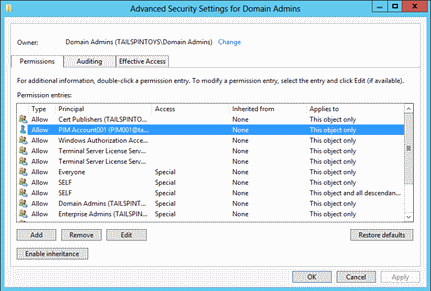 Advanced Security Settings for Domain Admins
Owner: Domain Admins (TAILSPINTOYS\Domain Admins) Change
Permissions Auditing Effective Access
For additional information, double-click a permission entry. To modify a permission entry, select the entry and click Edit (if available).
Permission entries:
Type Principal Access Inherited from Applies to
Allow Cert Publishers (TAILSPINTO... None This object only
Allow PIM Account001 (PIM001@ta... None This object only
Allow Windows Authorization Acce... None This object only
Allow Terminal Server License Serv... None This object only
Allow Terminal Server License Serv... None This object only
Allow Everyone Special None This object only
Allow SELF Special None This object only
Allow SELF Special None This object and all descendan...
Allow Domain Admins (TAILSPINTO... Special None This object only
Allow Enterprise Admins (TAILSPIN... Special None This object only
Add Remove Edit Restore defaults
Enable inheritance
OK Cancel Apply